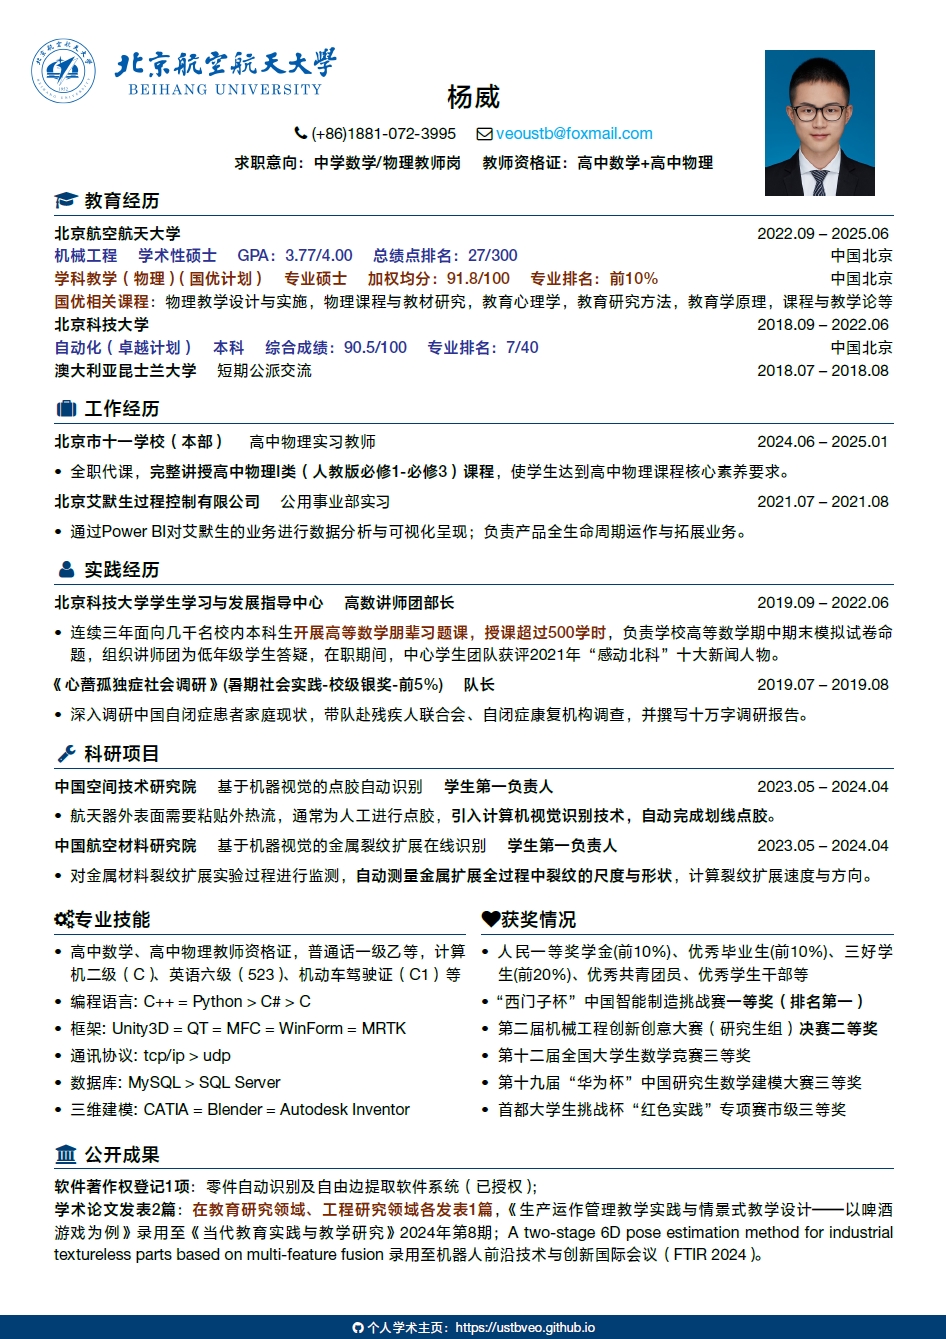 北京航空航天大学
BEIHANG UNIVERSITY
杨威
(+86)1881-072-3995 veoustb@foxmail.com
求职意向：中学数学/物理教师岗 教师资格证：高中数学+高中物理
教育经历
北京航空航天大学 2022.09 – 2025.06
机械工程 学术性硕士 GPA：3.77/4.00 总绩点排名：27/300 中国北京
学科教学（物理）（国优计划） 专业硕士 加权均分：91.8/100 专业排名：前10% 中国北京
国优相关课程：物理教学设计与实施，物理课程与教材研究，教育心理学，教育研究方法，教育学原理，课程与教学论等
北京科技大学 2018.09 – 2022.06
自动化（卓越计划） 本科 综合成绩：90.5/100 专业排名：7/40 中国北京
澳大利亚昆士兰大学 短期公派交流 2018.07 – 2018.08
工作经历
北京市十一学校（本部） 高中物理实习教师 2024.06 – 2025.01
• 全职代课，完整讲授高中物理I类（人教版必修1-必修3）课程，使学生达到高中物理课程核心素养要求。
北京艾默生过程控制有限公司 公用事业部实习 2021.07 – 2021.08
• 通过Power BI对艾默生的业务进行数据分析与可视化呈现；负责产品全生命周期运作与拓展业务。
实践经历
北京科技大学学生学习与发展指导中心 高数讲师团部长 2019.09 – 2022.06
• 连续三年面向几千名校内本科生开展高等数学朋辈习题课，授课超过500学时，负责学校高等数学期中期末模拟试卷命
题，组织讲师团为低年级学生答疑，在职期间，中心学生团队获评2021年“感动北科”十大新闻人物。
《心蔷孤独症社会调研》(暑期社会实践-校级银奖-前5%) 队长 2019.07 – 2019.08
• 深入调研中国自闭症患者家庭现状，带队赴残疾人联合会、自闭症康复机构调查，并撰写十万字调研报告。
科研项目
中国空间技术研究院 基于机器视觉的点胶自动识别 学生第一负责人 2023.05 – 2024.04
• 航天器外表面需要粘贴外热流，通常为人工进行点胶，引入计算机视觉识别技术，自动完成划线点胶。
中国航空材料研究院 基于机器视觉的金属裂纹扩展在线识别 学生第一负责人 2023.05 – 2024.04
• 对金属材料裂纹扩展实验过程进行监测，自动测量金属扩展全过程中裂纹的尺度与形状，计算裂纹扩展速度与方向。
专业技能
• 高中数学、高中物理教师资格证，普通话一级乙等，计算
机二级（C）、英语六级（523）、机动车驾驶证（C1）等
• 编程语言: C++ = Python > C# > C
• 框架: Unity3D = QT = MFC = WinForm = MRTK
• 通讯协议: tcp/ip > udp
• 数据库: MySQL > SQL Server
• 三维建模: CATIA = Blender = Autodesk Inventor
获奖情况
• 人民一等奖学金(前10%)、优秀毕业生(前10%)、三好学
生(前20%)、优秀共青团员、优秀学生干部等
• “西门子杯”中国智能制造挑战赛一等奖（排名第一）
• 第二届机械工程创新创意大赛（研究生组）决赛二等奖
• 第十二届全国大学生数学竞赛三等奖
• 第十九届“华为杯”中国研究生数学建模大赛三等奖
• 首都大学生挑战杯“红色实践”专项赛市级三等奖
公开成果
软件著作权登记1项：零件自动识别及自由边提取软件系统（已授权）；
学术论文发表2篇：在教育研究领域、工程研究领域各发表1篇，《生产运作管理教学实践与情景式教学设计——以啤酒
游戏为例》录用至《当代教育实践与教学研究》2024年第8期；A two-stage 6D pose estimation method for industrial
textureless parts based on multi-feature fusion 录用至机器人前沿技术与创新国际会议（FTIR 2024）。
个人学术主页：https://ustbveo.github.io